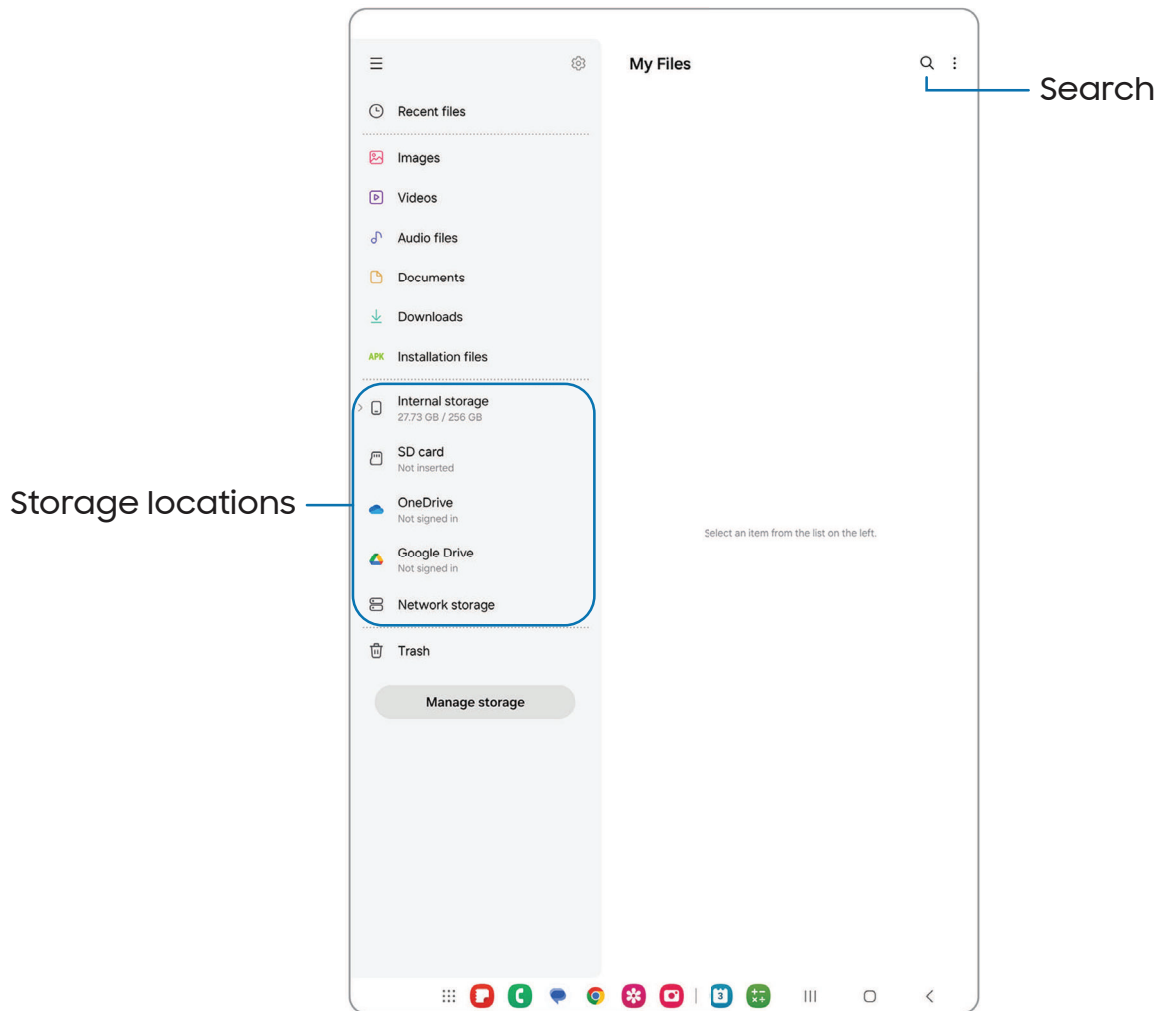 My Files
Search
Recent files
Images
Videos
Audio files
Documents
Downloads
APK Installation files
Internal storage
27.73 GB / 256 GB
SD card
Not inserted
Storage locations
OneDrive
Not signed in
Select an item from the list on the left.
Google Drive
Not signed in
Network storage
Trash
Manage storage
3